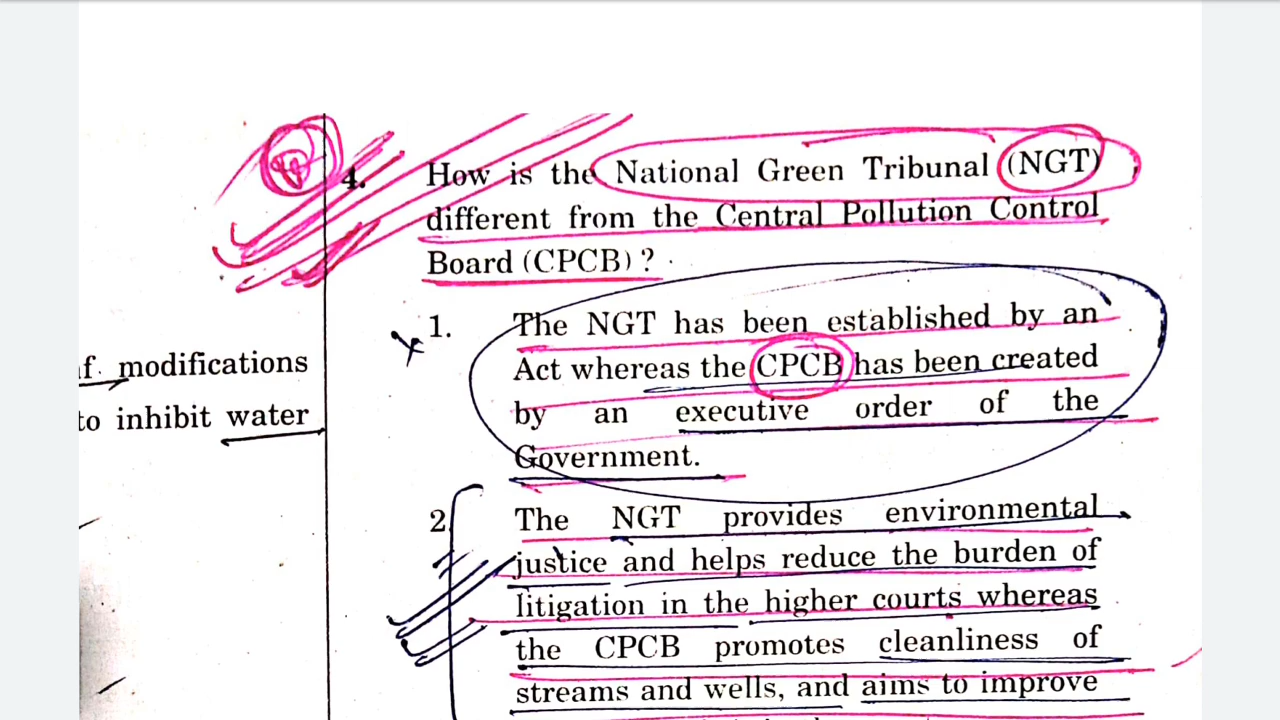 f. modifications
to inhibit water
4. How is the National Green Tribunal (NGT)
different from the Central Pollution Control
Board (CPCB) ?
1. The NGT has been established by an
Act whereas the CPCB has been created
by an executive order of the
Government.
2. The NGT provides environmental
justice and helps reduce the burden of
litigation in the higher courts whereas
the CPCB promotes cleanliness of
streams and wells, and aims to improve